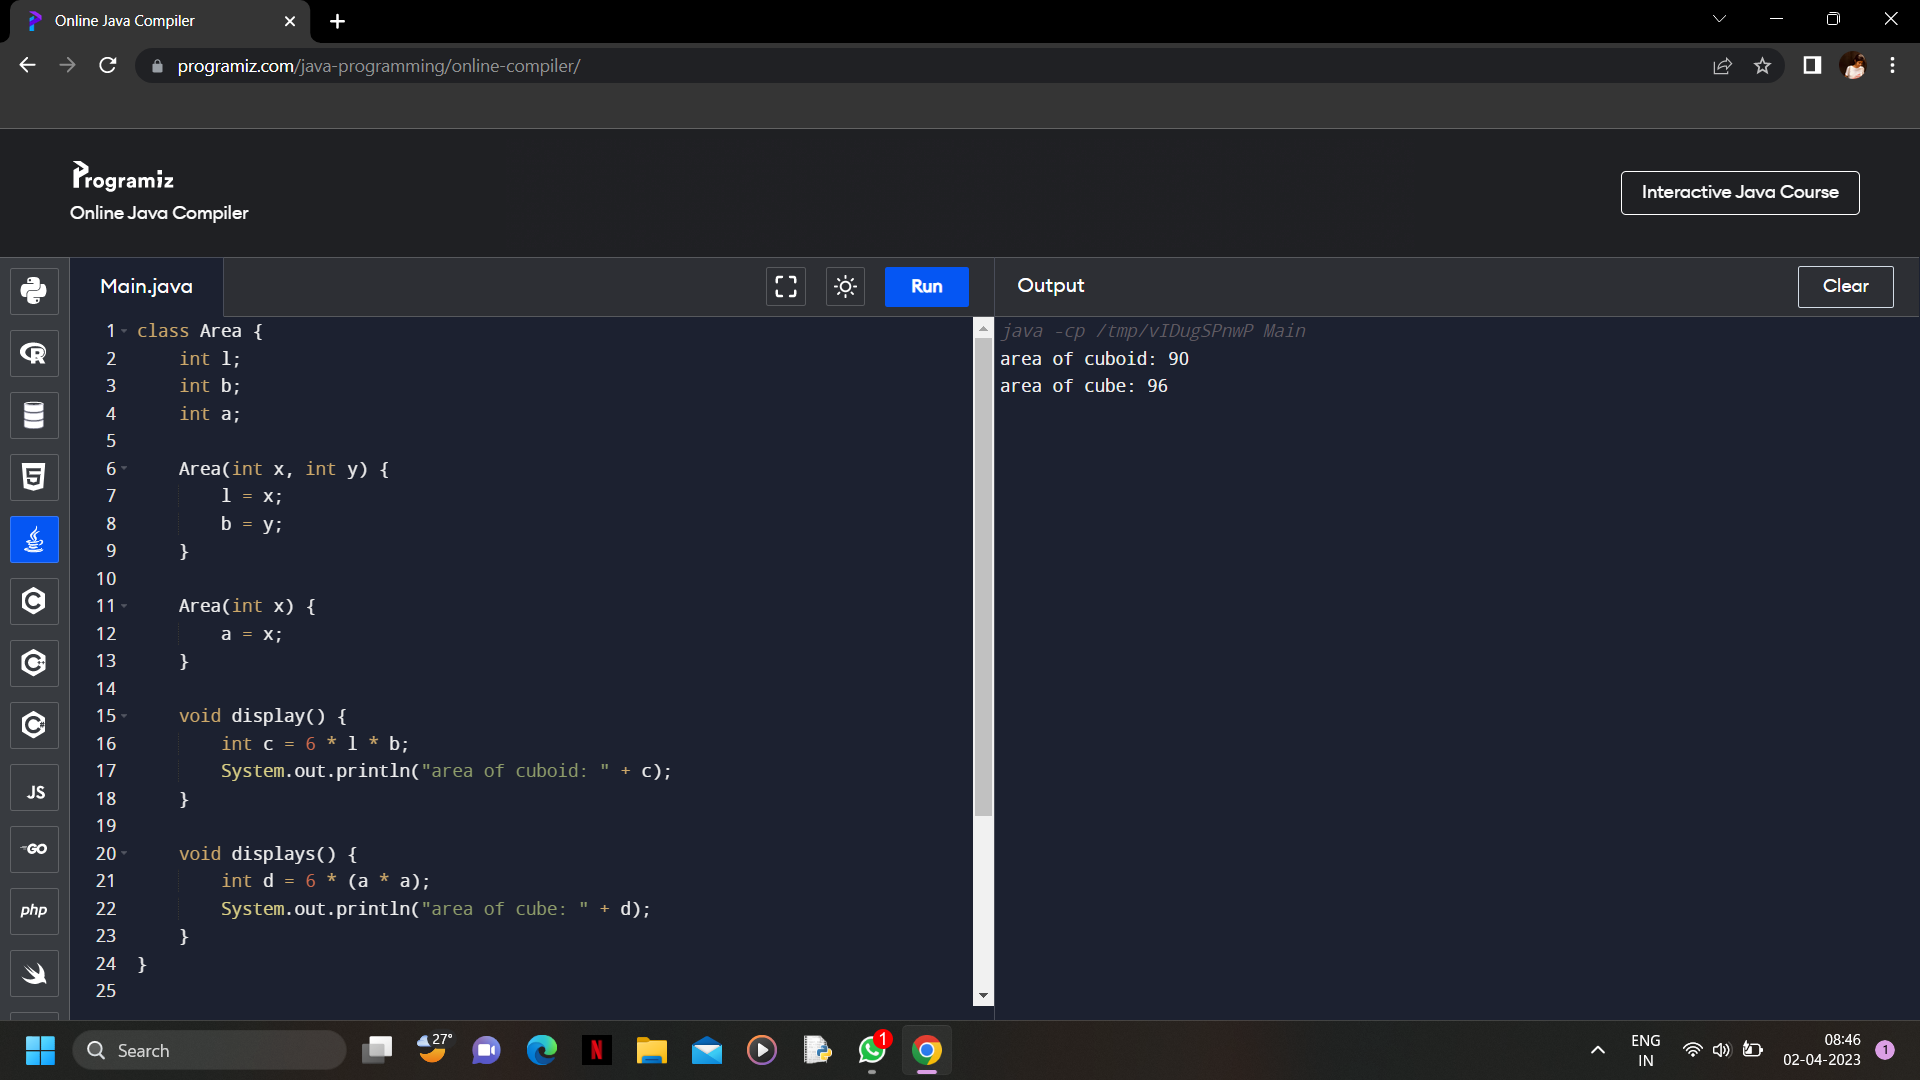 Online Java Compiler
programiz.com/java-programming/online-compiler/
Programiz
Online Java Compiler
Interactive Java Course
Main.java
Run
Output
Clear
1 class Area {
2 int l;
3 int b;
4 int a;
5
6 Area(int x, int y) {
7 l = x;
8 b = y;
9 }
10
11 Area(int x) {
12 a = x;
13 }
14
15 void display() {
16 int c = 6 * l * b;
17 System.out.println("area of cuboid: " + c);
18 }
19
20 void displays() {
21 int d = 6 * (a * a);
22 System.out.println("area of cube: " + d);
23 }
24 }
25
java -cp /tmp/vIDugSPnwP Main
area of cuboid: 90
area of cube: 96
R
5
C
C
C
JS
GO
php
Search
27°
N
1
ENG
IN
08:46
02-04-2023
1